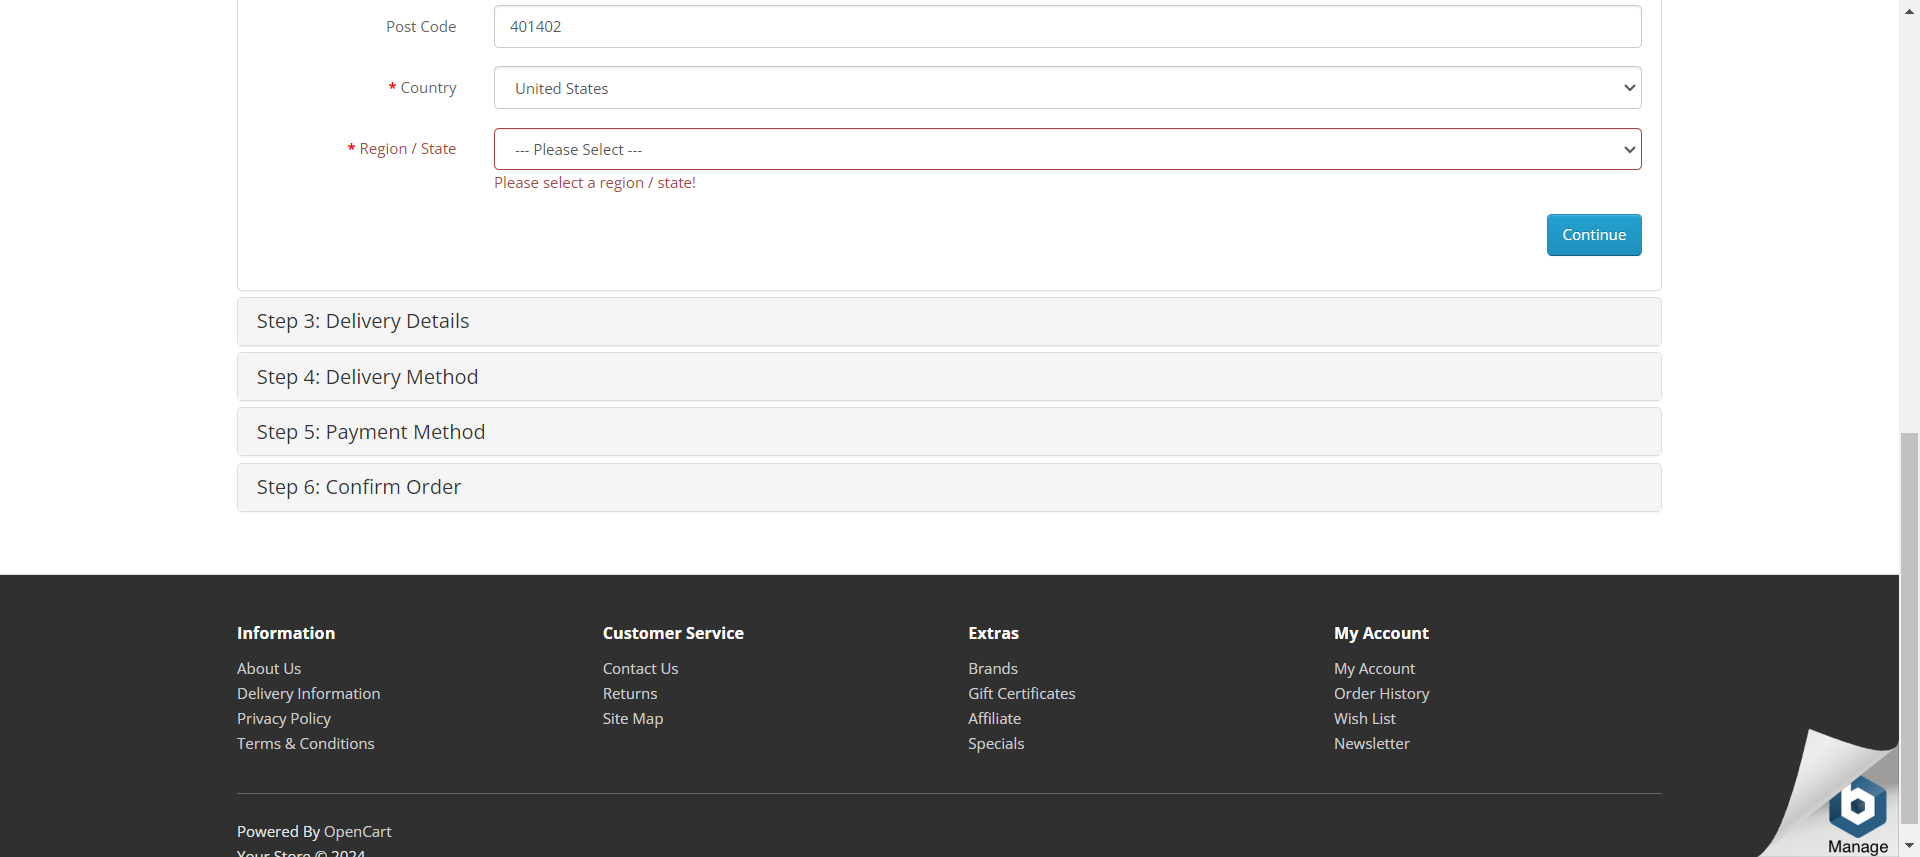 Post Code
401402
* Country
United States
* Region / State
--- Please Select ---
Please select a region / state!
Continue
Step 3: Delivery Details
Step 4: Delivery Method
Step 5: Payment Method
Step 6: Confirm Order
Information
About Us
Delivery Information
Privacy Policy
Terms & Conditions
Customer Service
Contact Us
Returns
Site Map
Extras
Brands
Gift Certificates
Affiliate
Specials
My Account
My Account
Order History
Wish List
Newsletter
Powered By OpenCart
Your Store © 2024
Manage